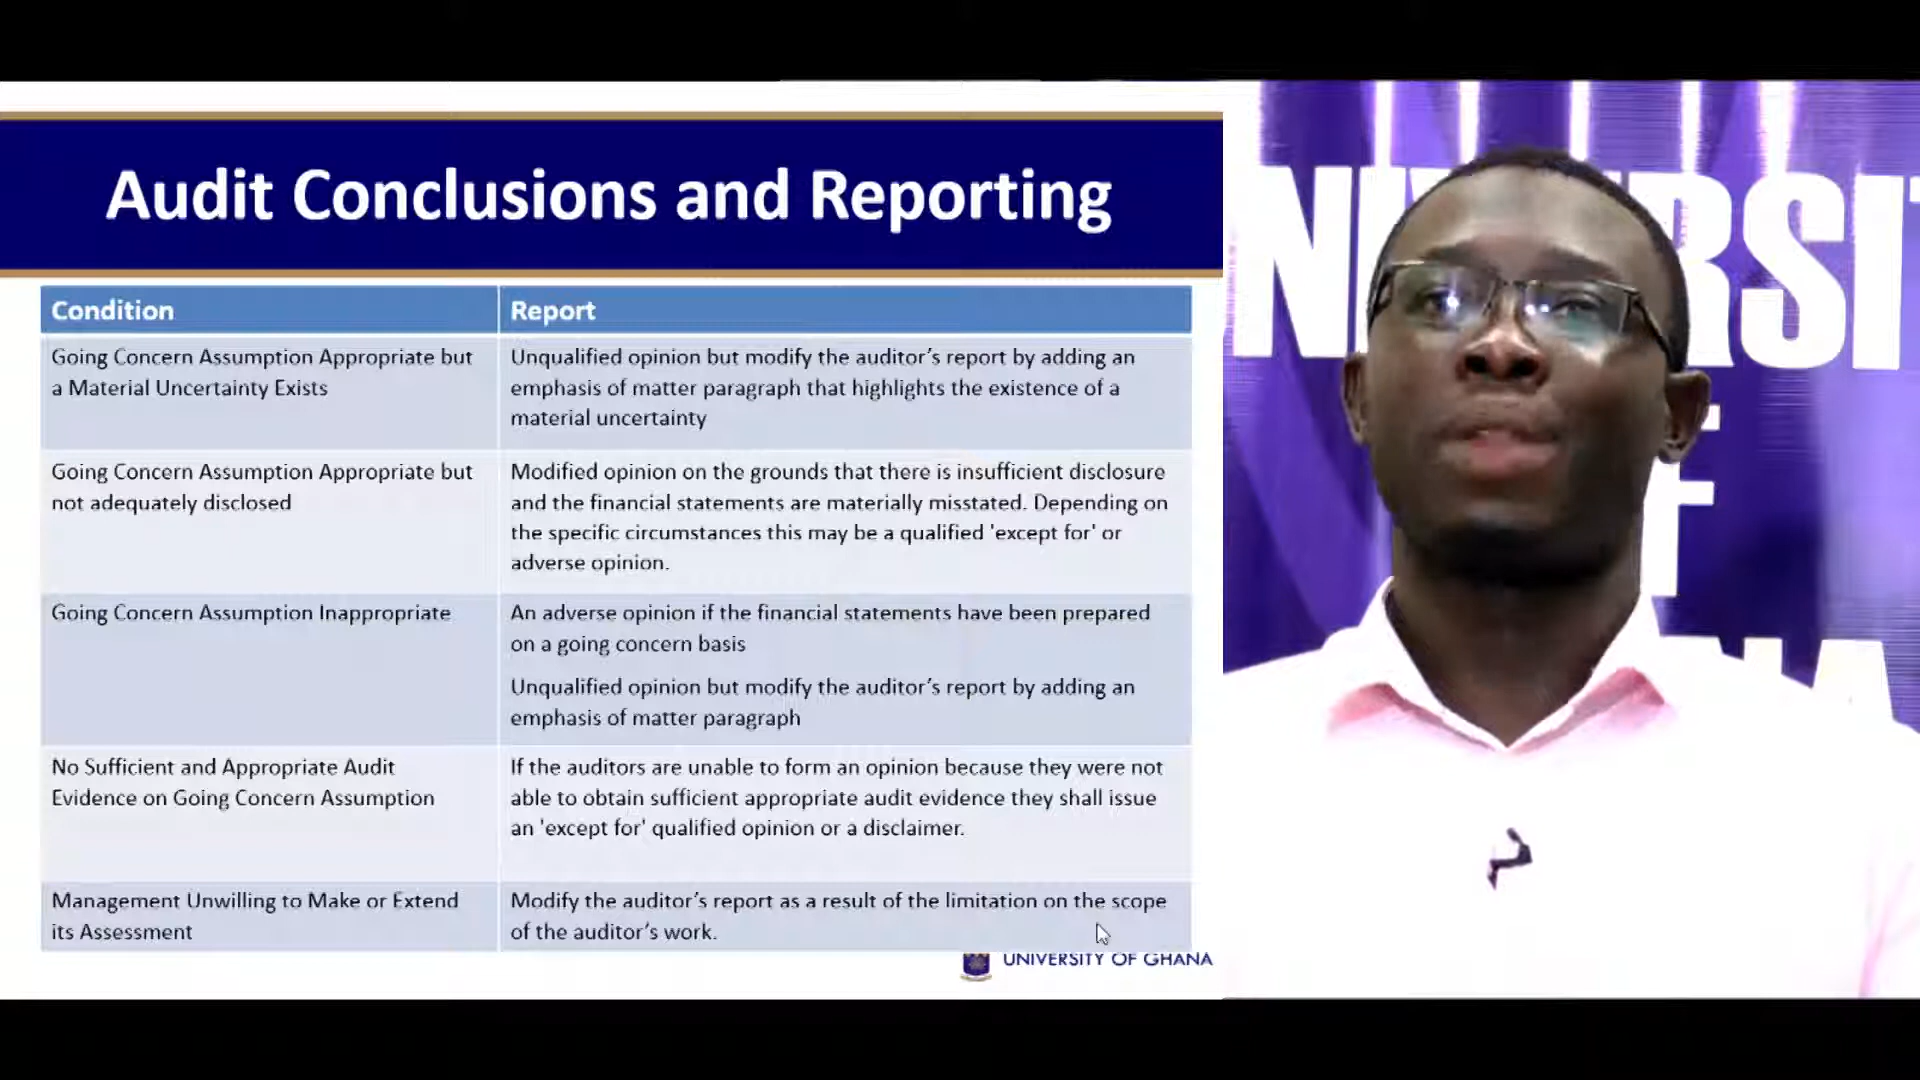 Audit Conclusions and Reporting
Condition
Report
Going Concern Assumption Appropriate but
a Material Uncertainty Exists
Unqualified opinion but modify the auditor’s report by adding an
emphasis of matter paragraph that highlights the existence of a
material uncertainty
Going Concern Assumption Appropriate but
not adequately disclosed
Modified opinion on the grounds that there is insufficient disclosure
and the financial statements are materially misstated. Depending on
the specific circumstances this may be a qualified 'except for' or
adverse opinion.
Going Concern Assumption Inappropriate
An adverse opinion if the financial statements have been prepared
on a going concern basis
Unqualified opinion but modify the auditor’s report by adding an
emphasis of matter paragraph
No Sufficient and Appropriate Audit
Evidence on Going Concern Assumption
If the auditors are unable to form an opinion because they were not
able to obtain sufficient appropriate audit evidence they shall issue
an 'except for' qualified opinion or a disclaimer.
Management Unwilling to Make or Extend
its Assessment
Modify the auditor’s report as a result of the limitation on the scope
of the auditor’s work.
UNIVERSITY OF GHANA